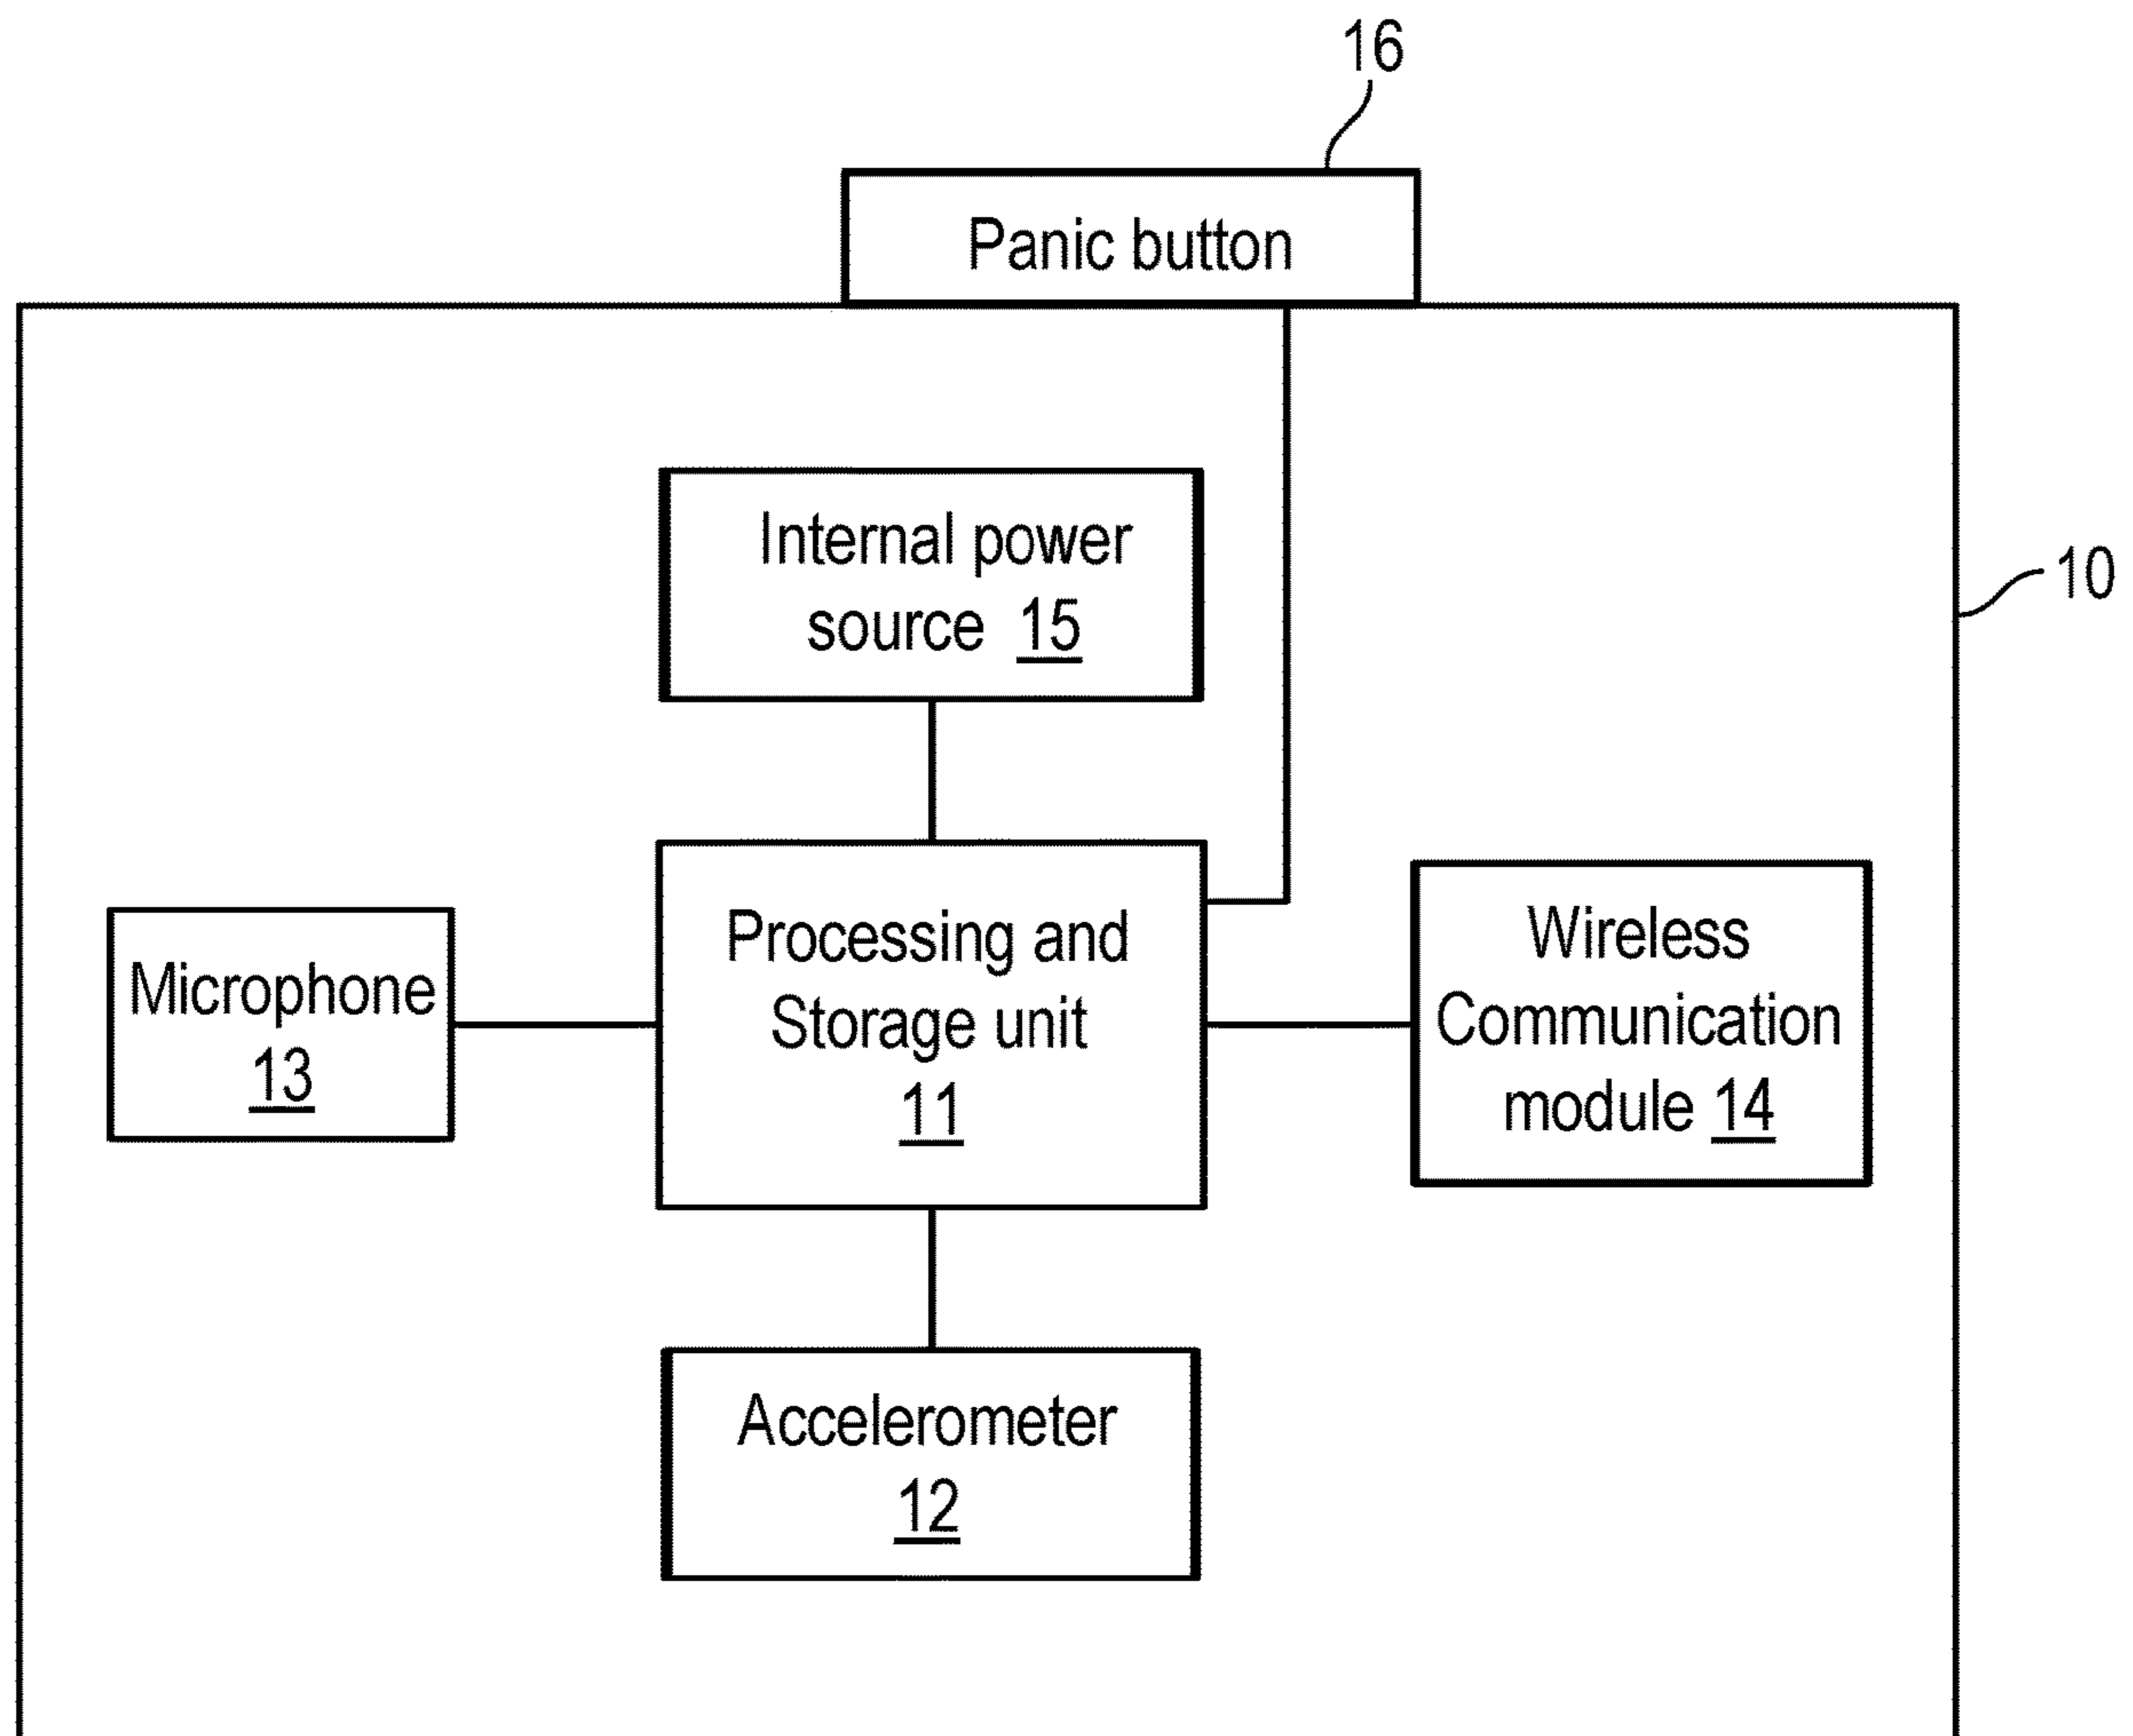 16
Panic button
Internal power
source 15
10
Processing and
Storage unit
11
Microphone
13
Wireless
Communication
module 14
Accelerometer
12